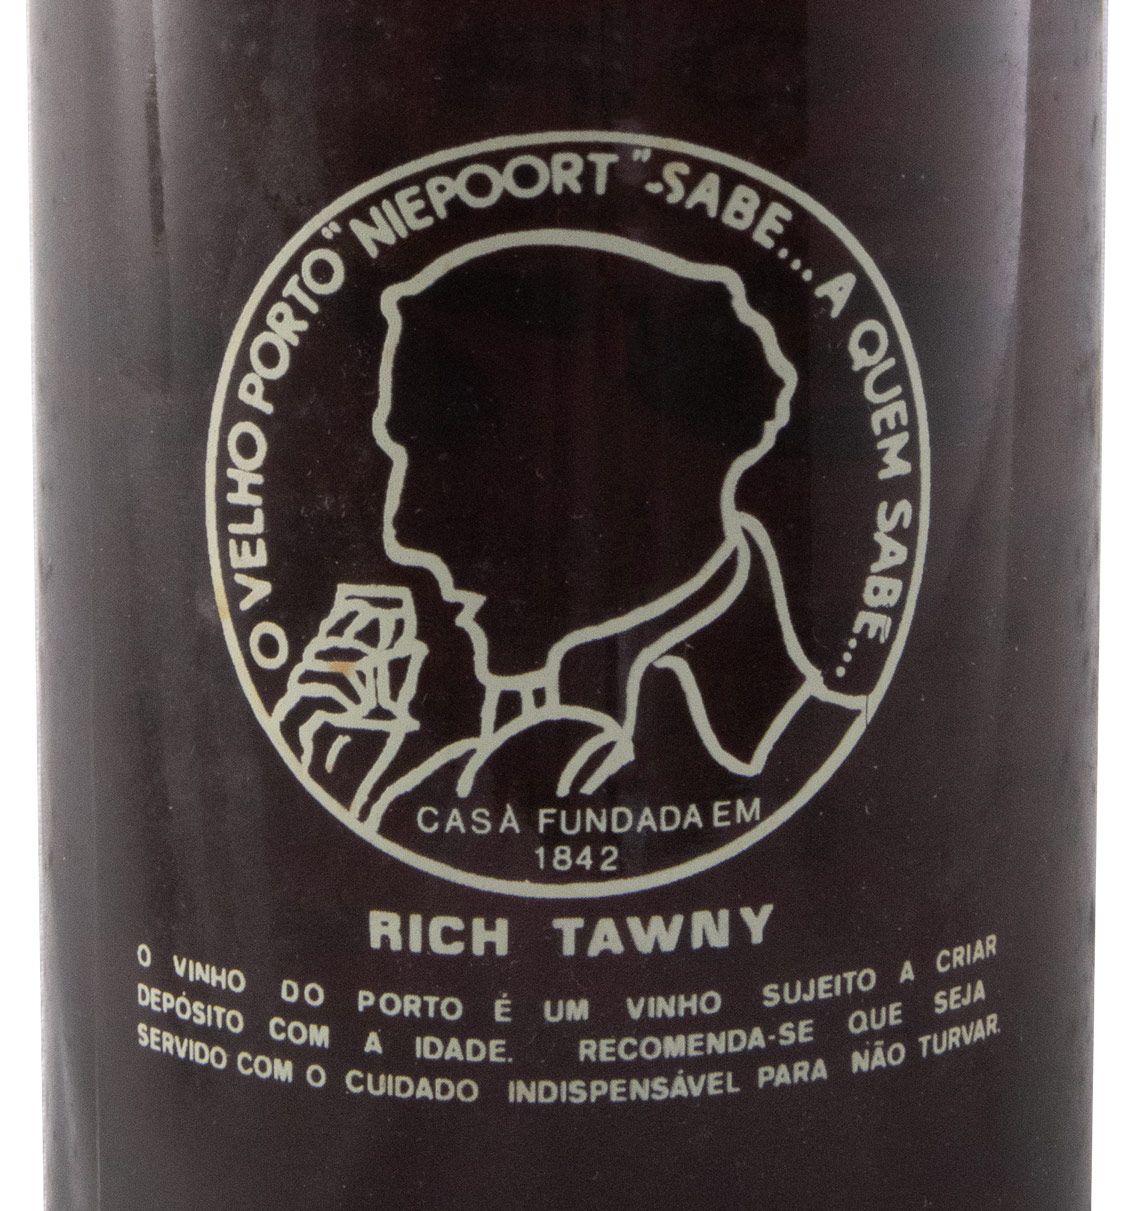 O VELHO PORTO "NIEPOORT" -SABE... A QUEM SABE...
CASA FUNDADA EM
1842
RICH TAWNY
O VINHO DO PORTO É UM VINHO SUJEITO A CRIAR
DEPÓSITO COM A IDADE. RECOMENDA-SE QUE SEJA
SERVIDO COM O CUIDADO INDISPENSÁVEL PARA NÃO TURVAR.